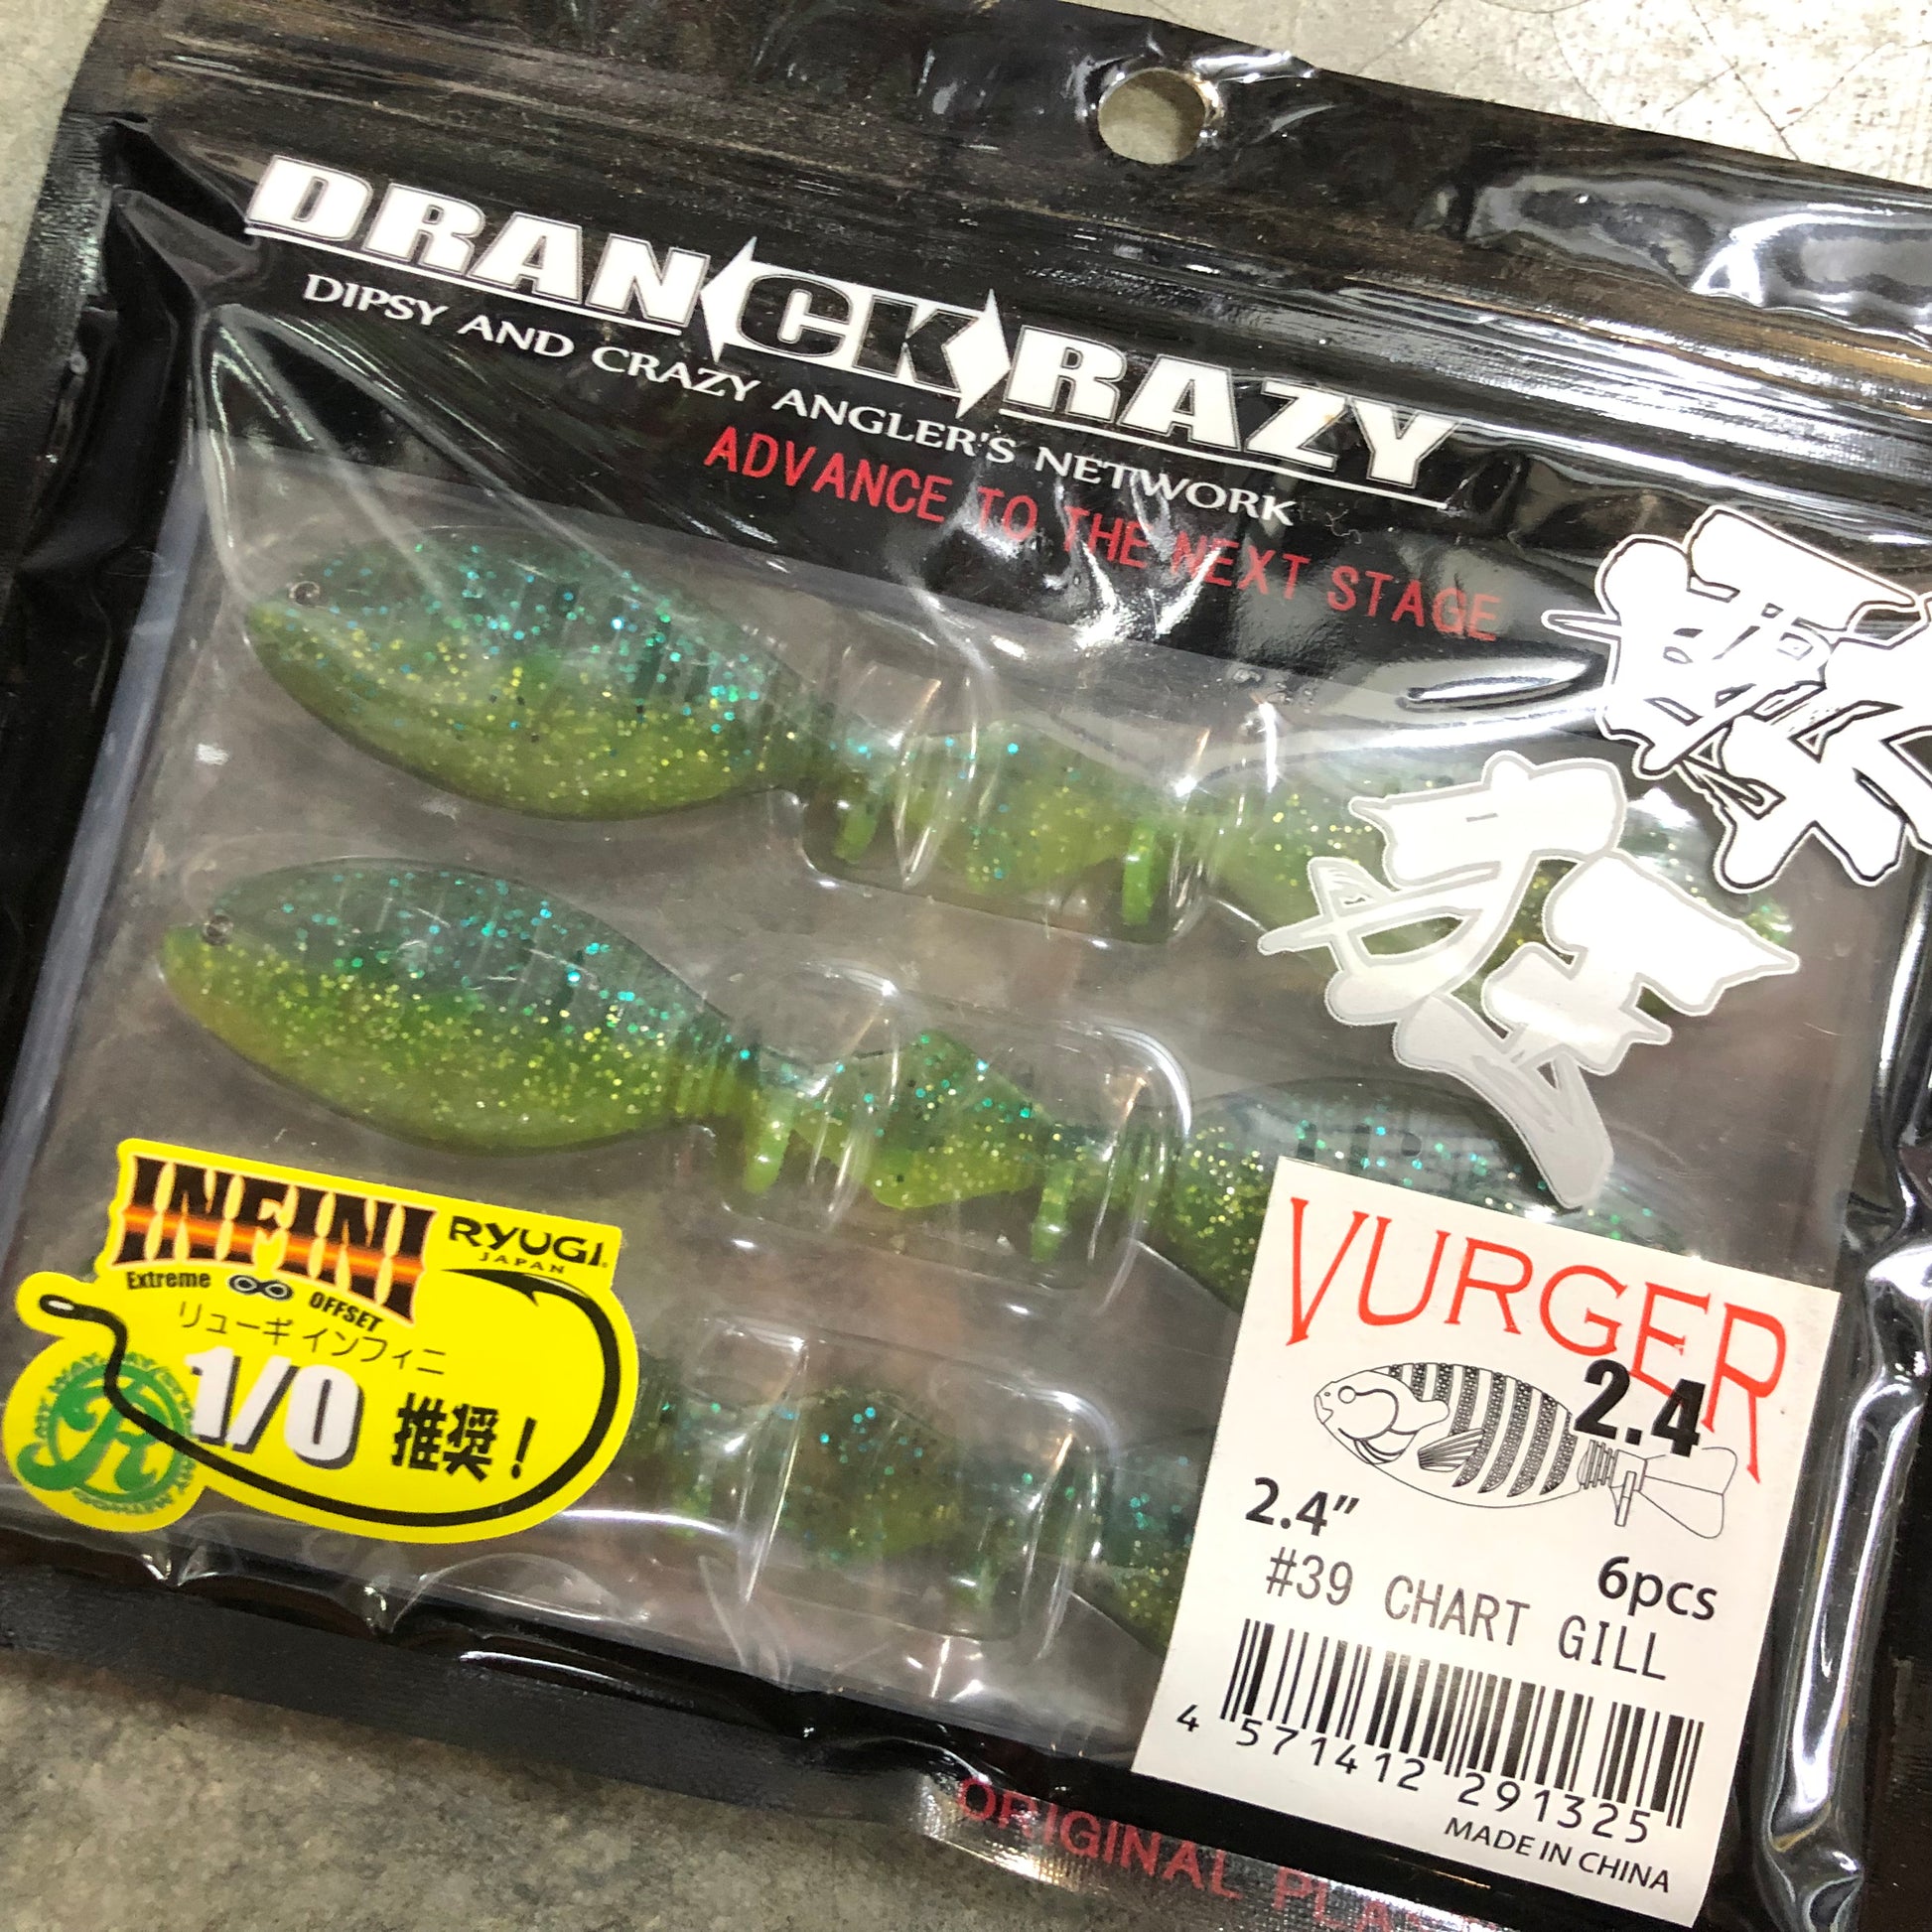 DRANCKRAZY
DIPSY AND CRAZY ANGLER'S NETWORK
ADVANCE TO THE NEXT STAGE
INFINI
RYUGI
JAPAN
Extreme OFFSET
リューギ インフィニ
1/0 推奨!
VURGER
2.4
2.4"
6pcs
#39 CHART GILL
4 571412 291325
MADE IN CHINA
ORIGINAL